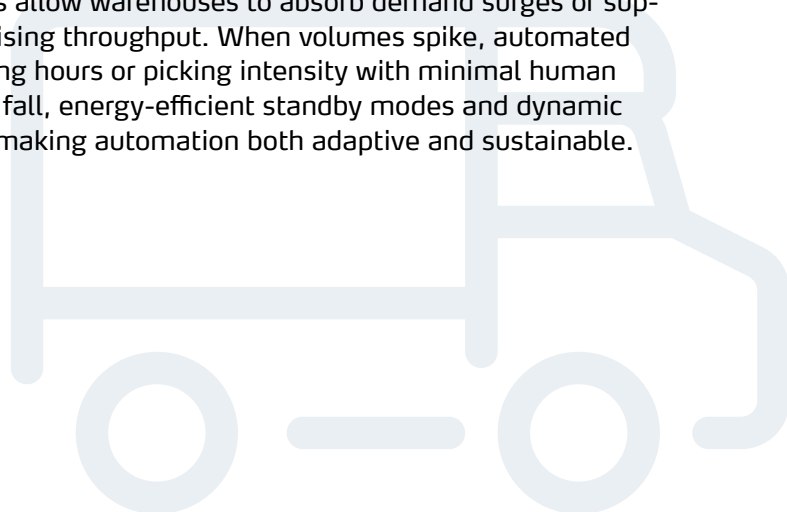 s allow warehouses to absorb demand surges or sup-
ising throughput. When volumes spike, automated
ng hours or picking intensity with minimal human
fall, energy-efficient standby modes and dynamic
making automation both adaptive and sustainable.